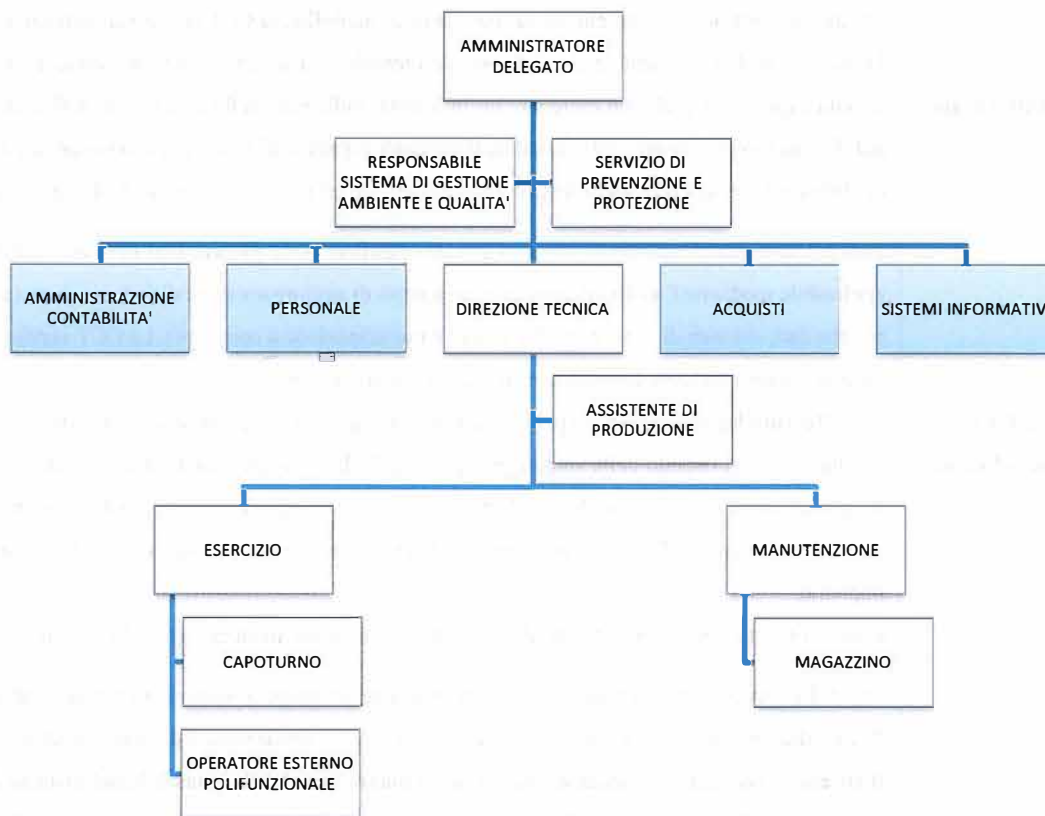 AMMINISTRATORE
DELEGATO
RESPONSABILE
SISTEMA DI GESTIONE
AMBIENTE E QUALITA'
SERVIZIO DI
PREVENZIONE E
PROTEZIONE
AMMINISTRAZIONE
CONTABILITA'
PERSONALE
DIREZIONE TECNICA
ACQUISTI
SISTEMI INFORMATIV
ASSISTENTE DI
PRODUZIONE
ESERCIZIO
MANUTENZIONE
CAPOTURNO
MAGAZZINO
OPERATORE ESTERNO
POLIFUNZIONALE